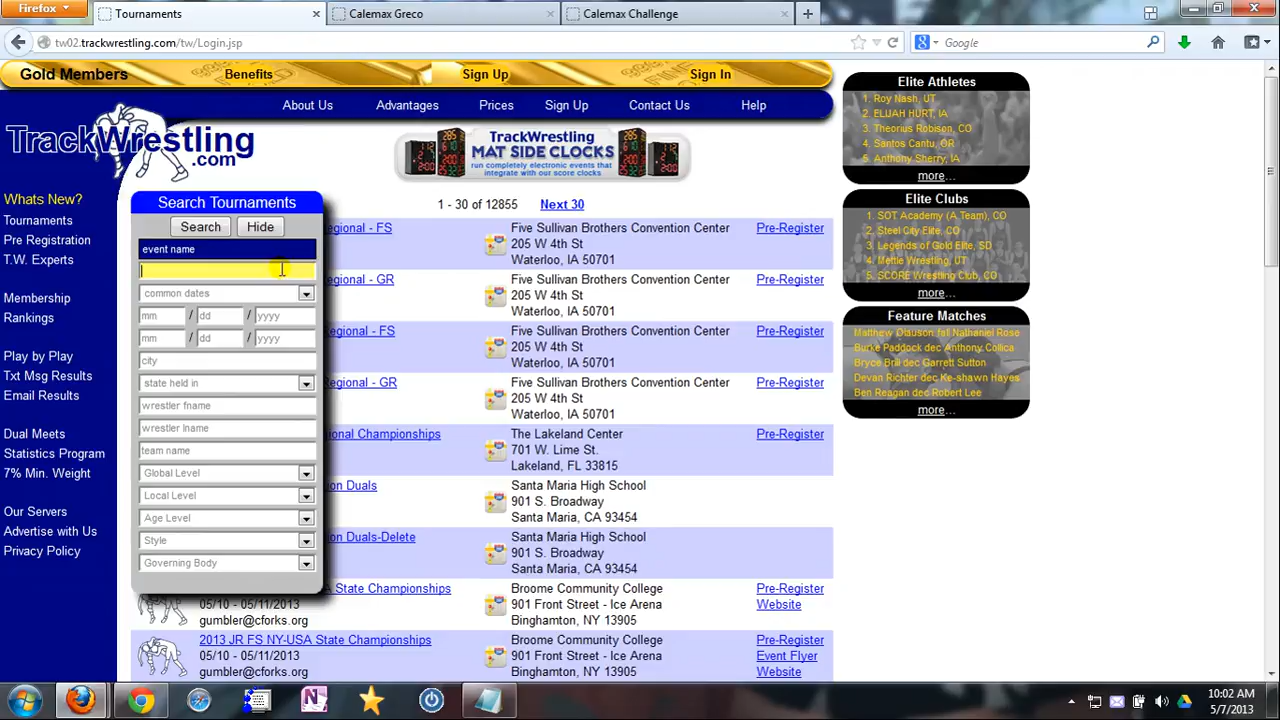 Firefox
Tournaments
Calemax Greco
Calemax Challenge
tw02.trackwrestling.com/tw/Login.jsp
Google
Gold Members
Benefits
Sign Up
Sign In
About Us
Advantages
Prices
Sign Up
Contact Us
Help
TrackWrestling
.com
TRACKWRESTLING
MAT SIDE CLOCKS
run completely electronic events that
integrate with our score clocks
Whats New?
Tournaments
Pre Registration
T.W. Experts
Membership
Rankings
Play by Play
Txt Msg Results
Email Results
Dual Meets
Statistics Program
7% Min. Weight
Our Servers
Advertise with Us
Privacy Policy
Search Tournaments
Search
Hide
event name
common dates
mm / dd / yyyy
mm / dd / yyyy
city
state held in
wrestler fname
wrestler lname
team name
Global Level
Local Level
Age Level
Style
Governing Body
1 - 30 of 12855
Next 30
egional - FS
Five Sullivan Brothers Convention Center
205 W 4th St
Waterloo, IA 50701
Pre-Register
egional - GR
Five Sullivan Brothers Convention Center
205 W 4th St
Waterloo, IA 50701
Pre-Register
egional - FS
Five Sullivan Brothers Convention Center
205 W 4th St
Waterloo, IA 50701
Pre-Register
egional - GR
Five Sullivan Brothers Convention Center
205 W 4th St
Waterloo, IA 50701
Pre-Register
ional Championships
The Lakeland Center
701 W. Lime St.
Lakeland, FL 33815
Pre-Register
on Duals
Santa Maria High School
901 S. Broadway
Santa Maria, CA 93454
on Duals-Delete
Santa Maria High School
901 S. Broadway
Santa Maria, CA 93454
A State Championships
05/10 - 05/11/2013
gumbler@cforks.org
Broome Community College
901 Front Street - Ice Arena
Binghamton, NY 13905
Pre-Register
Website
2013 JR FS NY-USA State Championships
05/10 - 05/11/2013
gumbler@cforks.org
Broome Community College
901 Front Street - Ice Arena
Binghamton, NY 13905
Pre-Register
Event Flyer
Website
Elite Athletes
1. Roy Nash, UT
2. ELIJAH HURT, IA
3. Theorius Robison, CO
4. Santos Cantu, OR
5. Anthony Sherry, IA
more...
Elite Clubs
1. SOT Academy (A Team), CO
2. Steel City Elite, CO
3. Legends of Gold Elite, SD
4. Mettle Wrestling, UT
5. SCORE Wrestling Club, CO
more...
Feature Matches
Matthew Olauson fall Nathaniel Rose
Burke Paddock dec Anthony Collica
Bryce Brill dec Garrett Sutton
Devan Richter dec Ke-shawn Hayes
Ben Reagan dec Robert Lee
more...
10:02 AM
5/7/2013